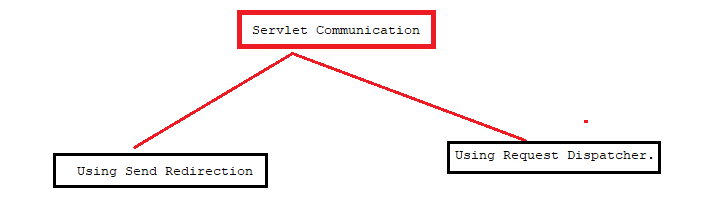 Servlet Communication
Using Request Dispatcher.
Using Send Redirection